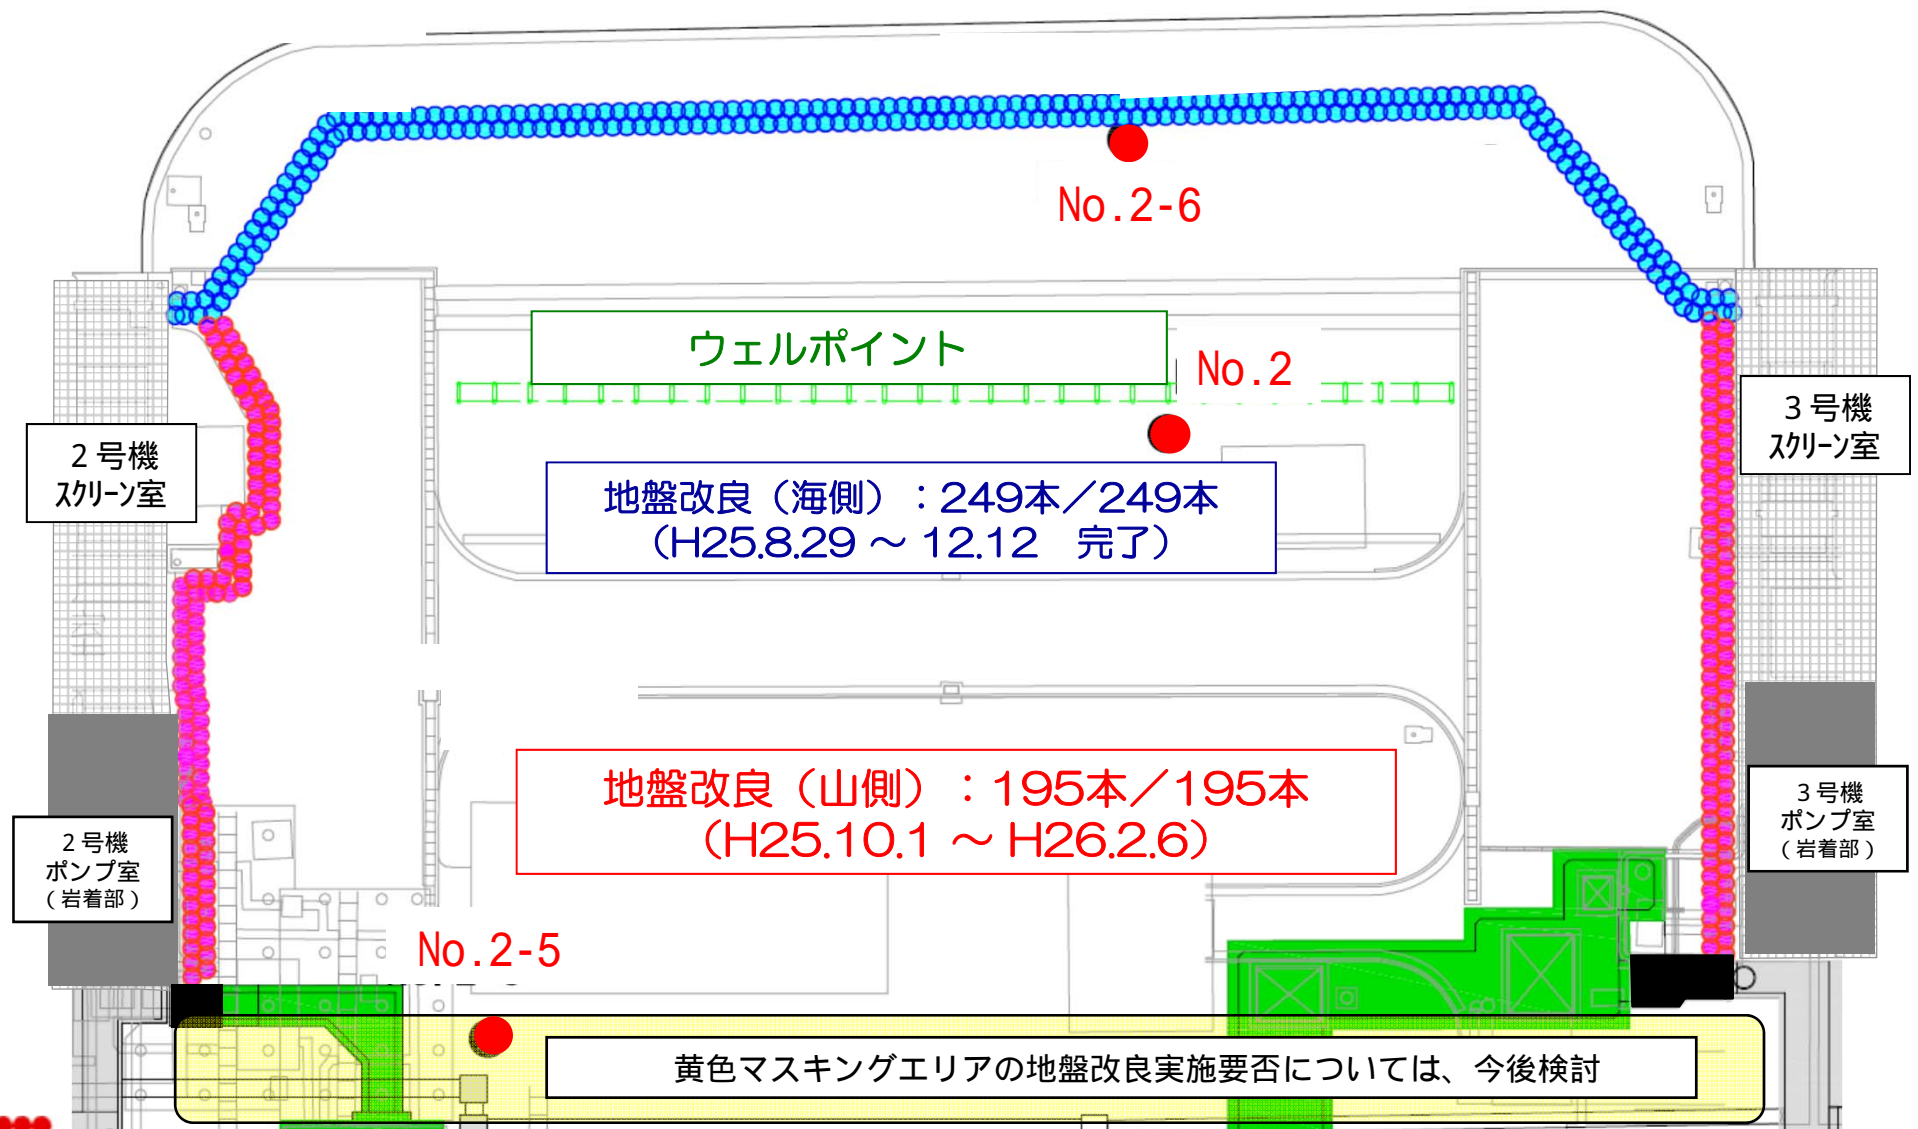 No.2-6
ウェルポイント
No.2
2号機
スクリーン室
3号機
スクリーン室
地盤改良（海側）：249本／249本
（H25.8.29 ～ 12.12　完了）
地盤改良（山側）：195本／195本
（H25.10.1 ～ H26.2.6）
2号機
ポンプ室
（岩着部）
3号機
ポンプ室
（岩着部）
No.2-5
黄色マスキングエリアの地盤改良実施要否については、今後検討